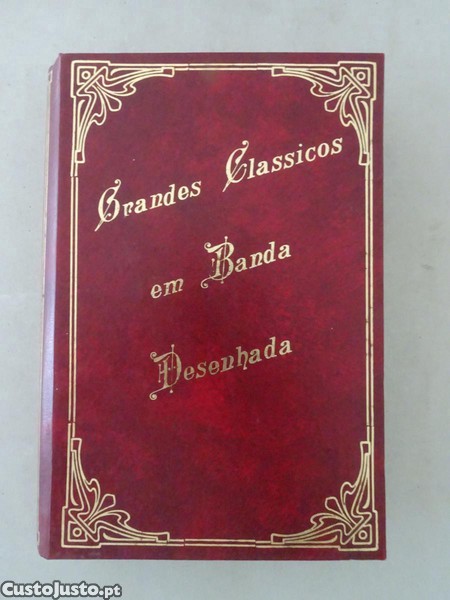 Grandes Classicos
em Banda
Desenhada
CustoJusto.pt